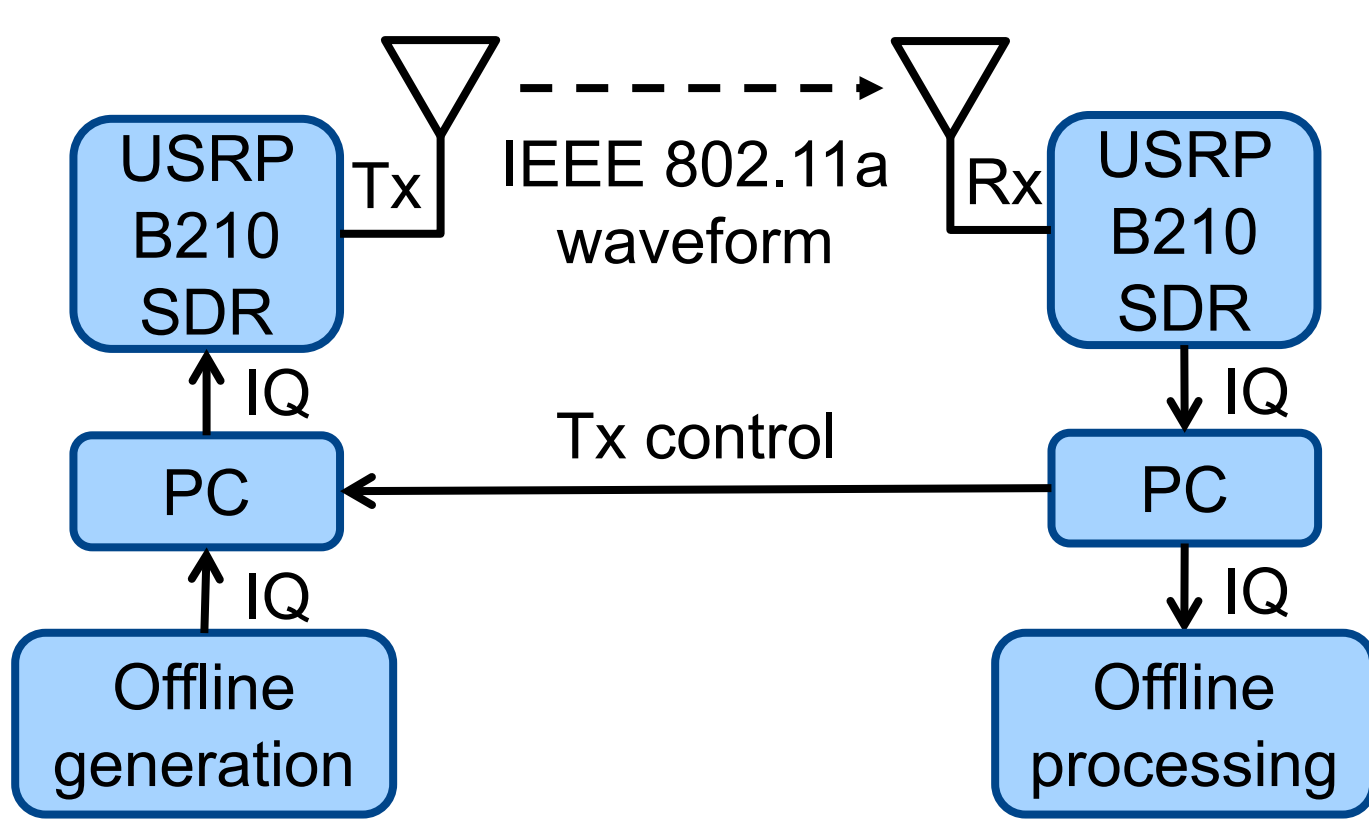 USRP
B210
SDR
Tx
IEEE 802.11a
waveform
Rx
USRP
B210
SDR
IQ
IQ
PC
Tx control
PC
IQ
IQ
Offline
generation
Offline
processing